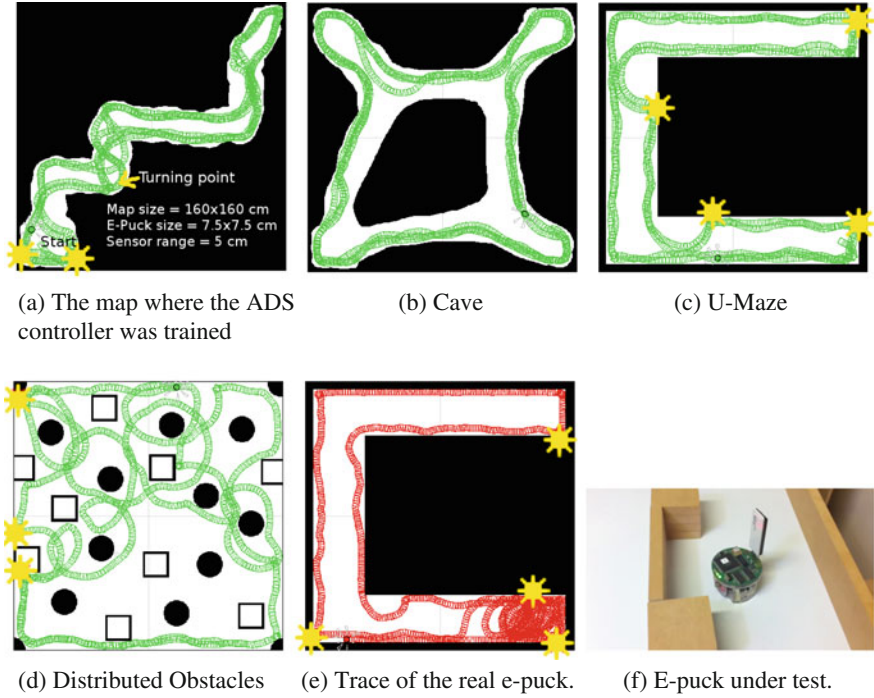 Turning point
Map size = 160x160 cm
E-Puck size = 7.5x7.5 cm
Sensor range = 5 cm
Start
(a) The map where the ADS
controller was trained
(b) Cave
(c) U-Maze
(d) Distributed Obstacles
(e) Trace of the real e-puck.
(f) E-puck under test.